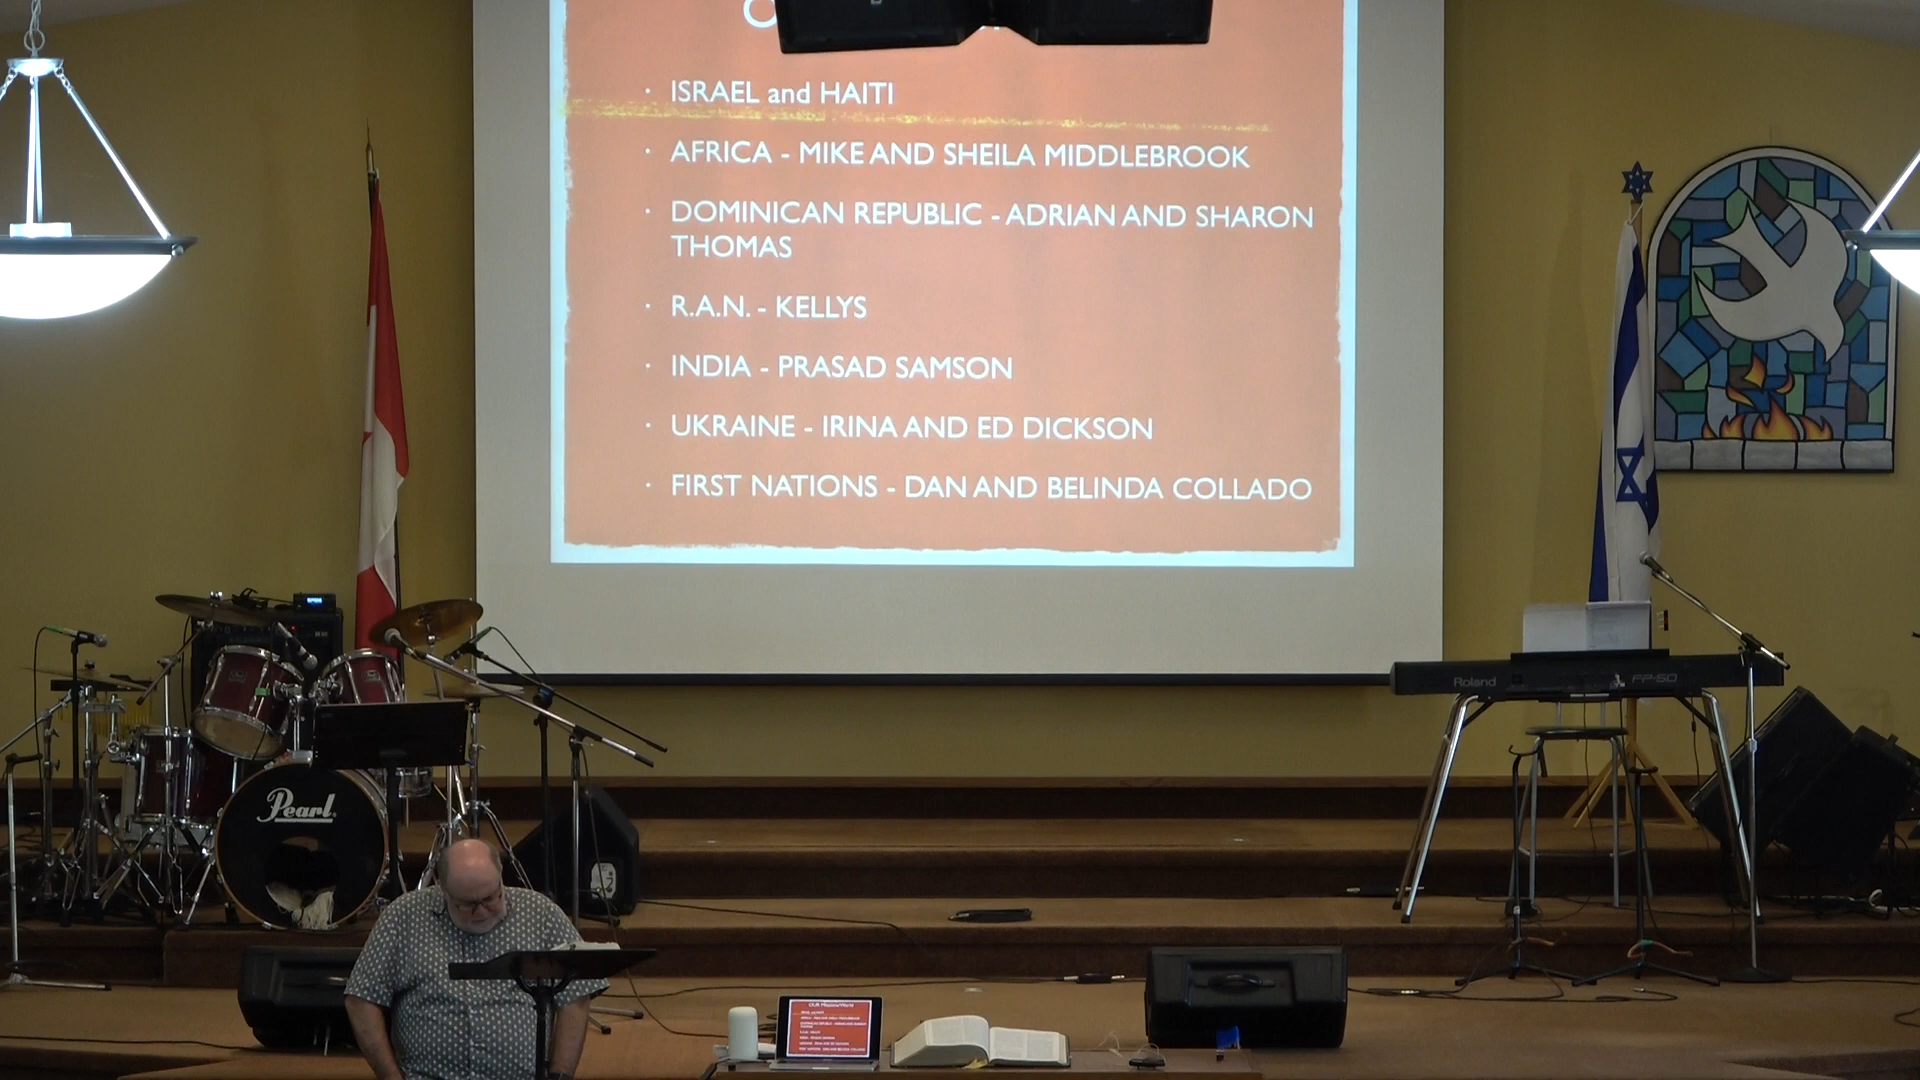 ISRAEL and HAITI
AFRICA - MIKE AND SHEILA MIDDLEBROOK
DOMINICAN REPUBLIC - ADRIAN AND SHARON
THOMAS
R.A.N. - KELLYS
INDIA - PRASAD SAMSON
UKRAINE - IRINA AND ED DICKSON
FIRST NATIONS - DAN AND BELINDA COLLADO
Roland
FP-50
Pearl